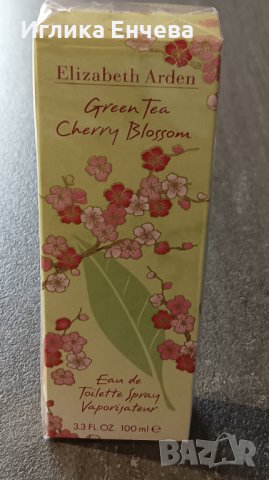 Иглика Енчева
Elizabeth Arden
Green Tea
Cherry Blossom
Eau de
Toilette Spray
Vaporisateur
3.3 FL. OZ. 100 ml ℮
BAZAR